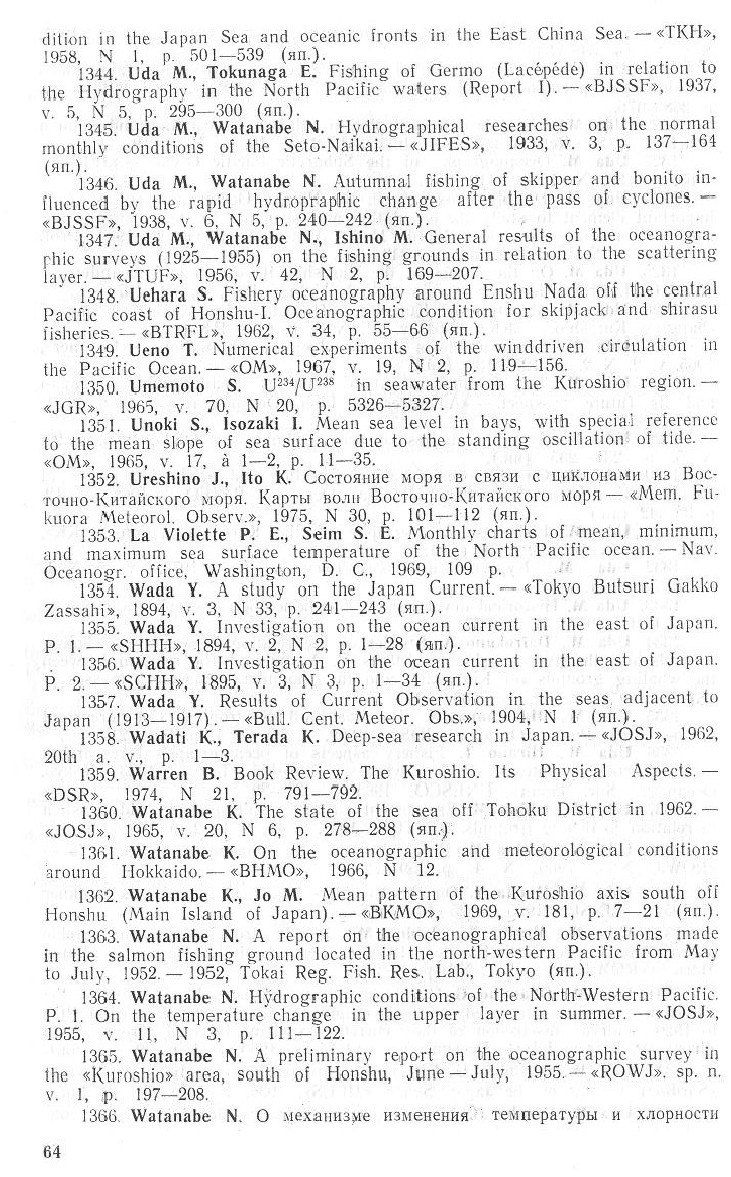 dition in the Japan Sea and oceanic fronts in the East China Sea. — «TKH»,
1958, N 1, p. 501—539 (яп.).
1344. Uda M., Tokunaga E. Fishing of Germo (Lacépéde) in relation to
the Hydrography in the North Pacific waters (Report I). — «BJSSF», 1937,
v. 5, N 5, p. 295—300 (яп.).
1345. Uda M., Watanabe N. Hydrographical researches on the normal
monthly conditions of the Seto-Naikai. — «JIFES», 1933, v. 3, p. 137—164
(яп.).
1346. Uda M., Watanabe N. Autumnal fishing of skipper and bonito in-
fluenced by the rapid hydropraphic change after the pass of cyclones. —
«BJSSF», 1938, v. 6, N 5, p. 240—242 (яп.).
1347. Uda M., Watanabe N., Ishino M. General results of the oceanogra-
phic surveys (1925—1955) on the fishing grounds in relation to the scattering
layer. — «JTUF», 1956, v. 42, N 2, p. 169—207.
1348. Uehara S. Fishery oceanography around Enshu Nada off the central
Pacific coast of Honshu-I. Oceanographic condition for skipjack and shirasu
fisheries. — «BTRFL», 1962, v. 34, p. 55—66 (яп.).
1349. Ueno T. Numerical experiments of the winddriven circulation in
the Pacific Ocean. — «OM», 1967, v. 19, N 2, p. 119—156.
1350. Umemoto S. U²³⁴/U²³⁸ in seawater from the Kuroshio region. —
«JGR», 1965, v. 70, N 20, p. 5326—5327.
1351. Unoki S., Isozaki I. Mean sea level in bays, with special reference
to the mean slope of sea surface due to the standing oscillation of tide. —
«OM», 1965, v. 17, à 1—2, p. 11—35.
1352. Ureshino J., Ito K. Состояние моря в связи с циклонами из Вос-
точно-Китайского моря. Карты волн Восточно-Китайского моря — «Mem. Fu-
kuora Meteorol. Observ.», 1975, N 30, p. 101—112 (яп.).
1353. La Violette P. E., Seim S. E. Monthly charts of mean, minimum,
and maximum sea surface temperature of the North Pacific ocean. — Nav.
Oceanogr. office, Washington, D. C., 1969, 109 p.
1354. Wada Y. A study on the Japan Current. — «Tokyo Butsuri Gakko
Zassahi», 1894, v. 3, N 33, p. 241—243 (яп.).
1355. Wada Y. Investigation on the ocean current in the east of Japan.
P. 1. — «SHHH», 1894, v. 2, N 2, p. 1—28 (яп.).
1356. Wada Y. Investigation on the ocean current in the east of Japan.
P. 2. — «SCHH», 1895, v. 3, N 3, p. 1—34 (яп.).
1357. Wada Y. Results of Current Observation in the seas adjacent to
Japan (1913—1917). — «Bull. Cent. Meteor. Obs.», 1904, N 1 (яп.).
1358. Wadati K., Terada K. Deep-sea research in Japan. — «JOSJ», 1962,
20th a. v., p. 1—3.
1359. Warren B. Book Review. The Kuroshio. Its Physical Aspects. —
«DSR», 1974, N 21, p. 791—792.
1360. Watanabe K. The state of the sea off Tohoku District in 1962. —
«JOSJ», 1965, v. 20, N 6, p. 278—288 (яп.).
1361. Watanabe K. On the oceanographic and meteorological conditions
around Hokkaido. — «BHMO», 1966, N 12.
1362. Watanabe K., Jo M. Mean pattern of the Kuroshio axis south off
Honshu (Main Island of Japan). — «BKMO», 1969, v. 181, p. 7—21 (яп.).
1363. Watanabe N. A report on the oceanographical observations made
in the salmon fishing ground located in the north-western Pacific from May
to July, 1952. — 1952, Tokai Reg. Fish. Res. Lab., Tokyo (яп.).
1364. Watanabe N. Hydrographic conditions of the North-Western Pacific.
P. 1. On the temperature change in the upper layer in summer. — «JOSJ»,
1955, v. 11, N 3, p. 111—122.
1365. Watanabe N. A preliminary report on the oceanographic survey in
the «Kuroshio» area, south of Honshu, June — July, 1955. — «ROWJ». sp. n.
v. 1, p. 197—208.
1366. Watanabe N. О механизме изменения температуры и хлорности
64